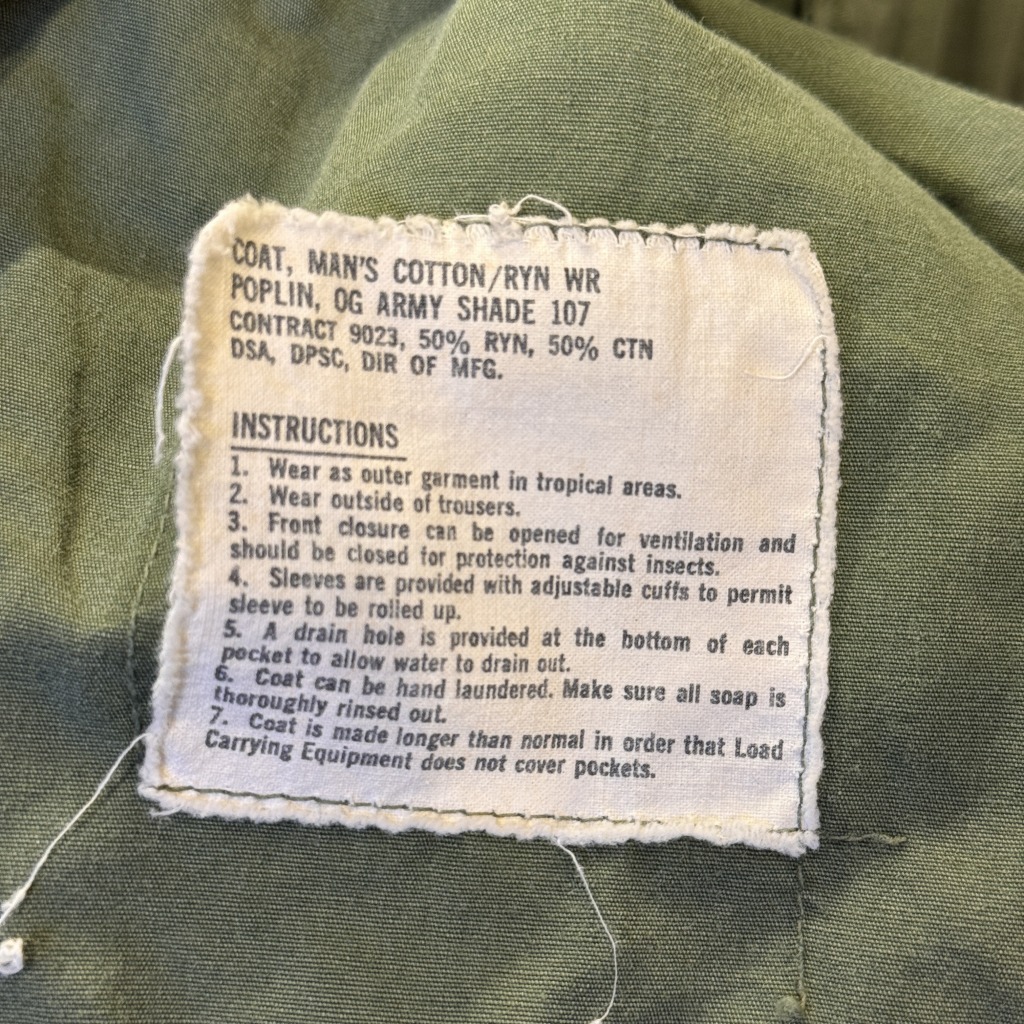 COAT, MAN'S COTTON/RYN WR
POPLIN, OG ARMY SHADE 107
CONTRACT 9023, 50% RYN, 50% CTN
DSA, DPSC, DIR OF MFG.
INSTRUCTIONS
1. Wear as outer garment in tropical areas.
2. Wear outside of trousers.
3. Front closure can be opened for ventilation and
should be closed for protection against insects.
4. Sleeves are provided with adjustable cuffs to permit
sleeve to be rolled up.
5. A drain hole is provided at the bottom of each
pocket to allow water to drain out.
6. Coat can be hand laundered. Make sure all soap is
thoroughly rinsed out.
7. Coat is made longer than normal in order that Load
Carrying Equipment does not cover pockets.